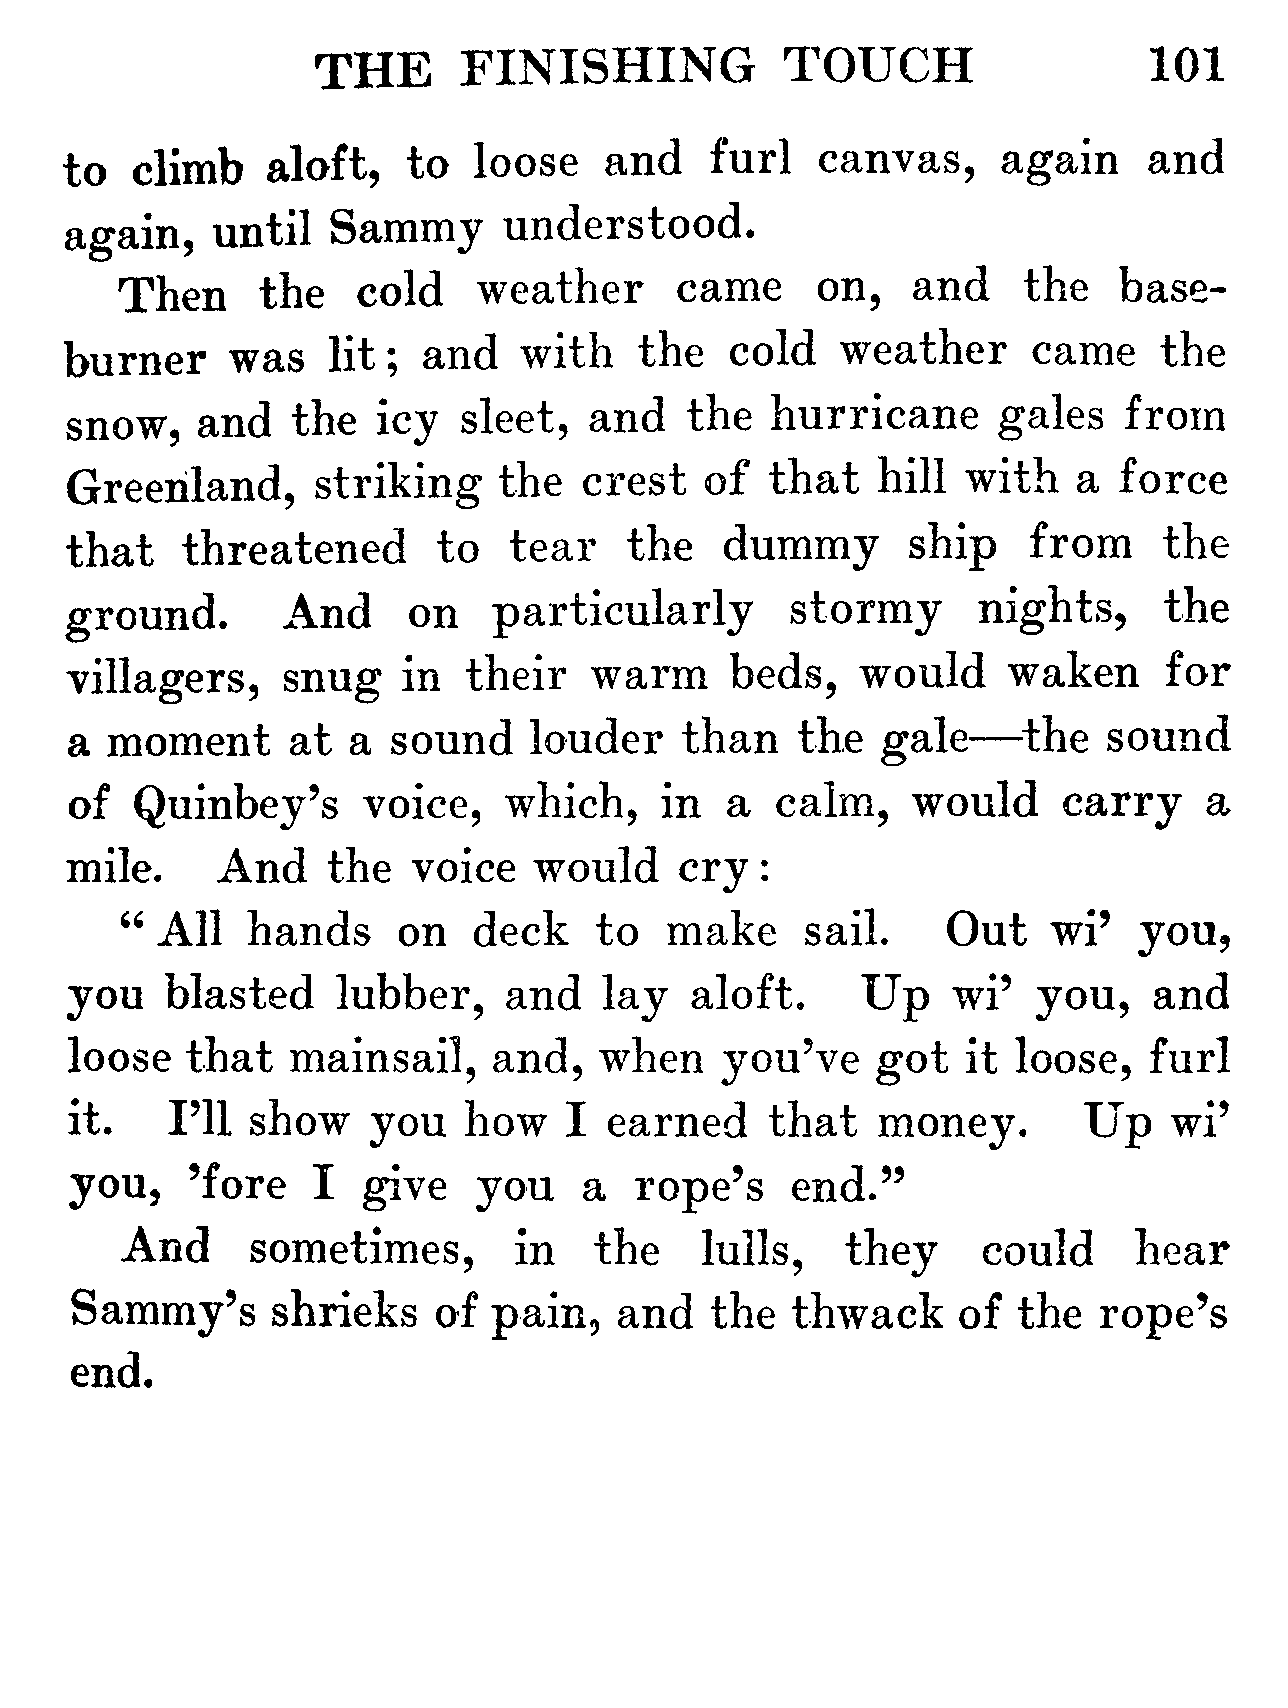 THE FINISHING TOUCH 101
to climb aloft, to loose and furl canvas, again and
again, until Sammy understood.
Then the cold weather came on, and the base-
burner was lit; and with the cold weather came the
snow, and the icy sleet, and the hurricane gales from
Greenland, striking the crest of that hill with a force
that threatened to tear the dummy ship from the
ground. And on particularly stormy nights, the
villagers, snug in their warm beds, would waken for
a moment at a sound louder than the gale—the sound
of Quinbey's voice, which, in a calm, would carry a
mile. And the voice would cry:
“All hands on deck to make sail. Out wi’ you,
you blasted lubber, and lay aloft. Up wi’ you, and
loose that mainsail, and, when you’ve got it loose, furl
it. I’ll show you how I earned that money. Up wi’
you, ’fore I give you a rope’s end.”
And sometimes, in the lulls, they could hear
Sammy’s shrieks of pain, and the thwack of the rope’s
end.